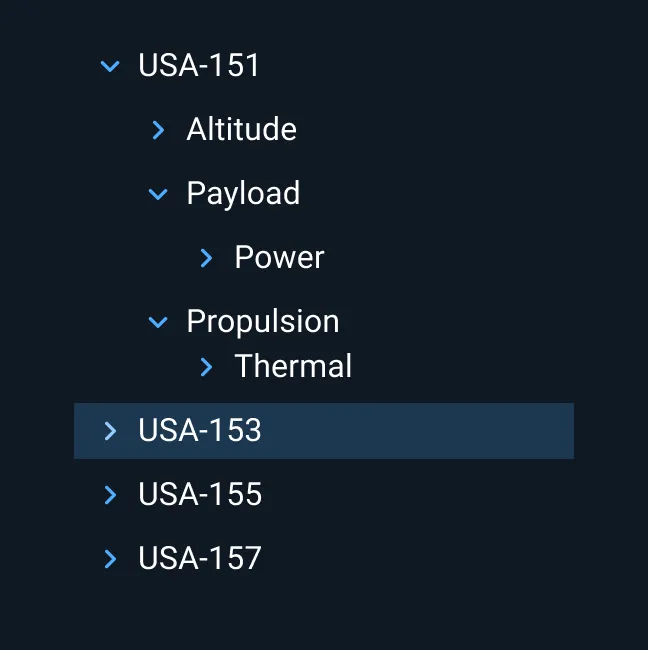 USA-151
Altitude
Payload
Power
Propulsion
Thermal
USA-153
USA-155
USA-157